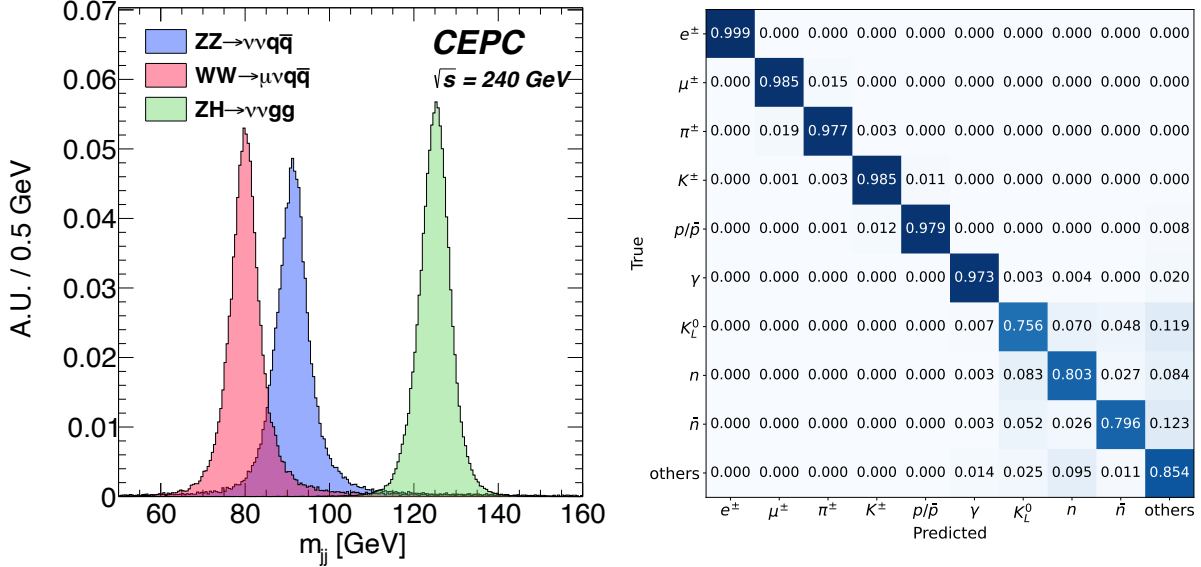 0.07
0.06
0.05
0.04
0.03
0.02
0.01
0
A.U. / 0.5 GeV
ZZ→ννqq̄
WW→μνqq̄
ZH→ννgg
CEPC
√s = 240 GeV
60 80 100 120 140 160
m_jj [GeV]
True
e± 0.999 0.000 0.000 0.000 0.000 0.000 0.000 0.000 0.000 0.000
μ± 0.000 0.985 0.015 0.000 0.000 0.000 0.000 0.000 0.000 0.000
π± 0.000 0.019 0.977 0.003 0.000 0.000 0.000 0.000 0.000 0.000
K± 0.000 0.001 0.003 0.985 0.011 0.000 0.000 0.000 0.000 0.000
p/p̄ 0.000 0.000 0.001 0.012 0.979 0.000 0.000 0.000 0.000 0.008
γ 0.000 0.000 0.000 0.000 0.000 0.973 0.003 0.004 0.000 0.020
K_L^0 0.000 0.000 0.000 0.000 0.000 0.007 0.756 0.070 0.048 0.119
n 0.000 0.000 0.000 0.000 0.000 0.003 0.083 0.803 0.027 0.084
n̄ 0.000 0.000 0.000 0.000 0.000 0.003 0.052 0.026 0.796 0.123
others 0.000 0.000 0.000 0.000 0.000 0.014 0.025 0.095 0.011 0.854
e± μ± π± K± p/p̄ γ K_L^0 n n̄ others
Predicted